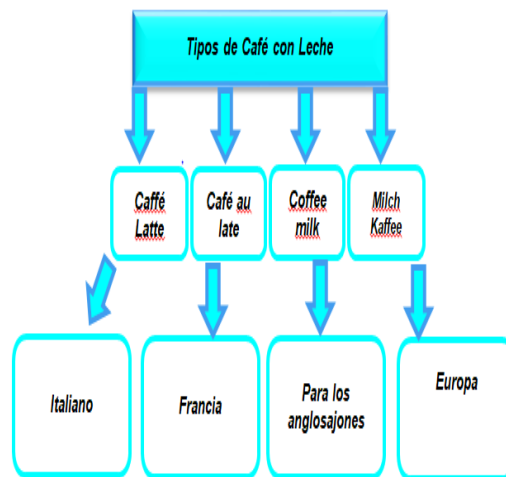 Tipos de Café con Leche
Caffé
Latte
Café au
late
Coffee
milk
Milch
Kaffee
Italiano
Francia
Para los
anglosajones
Europa